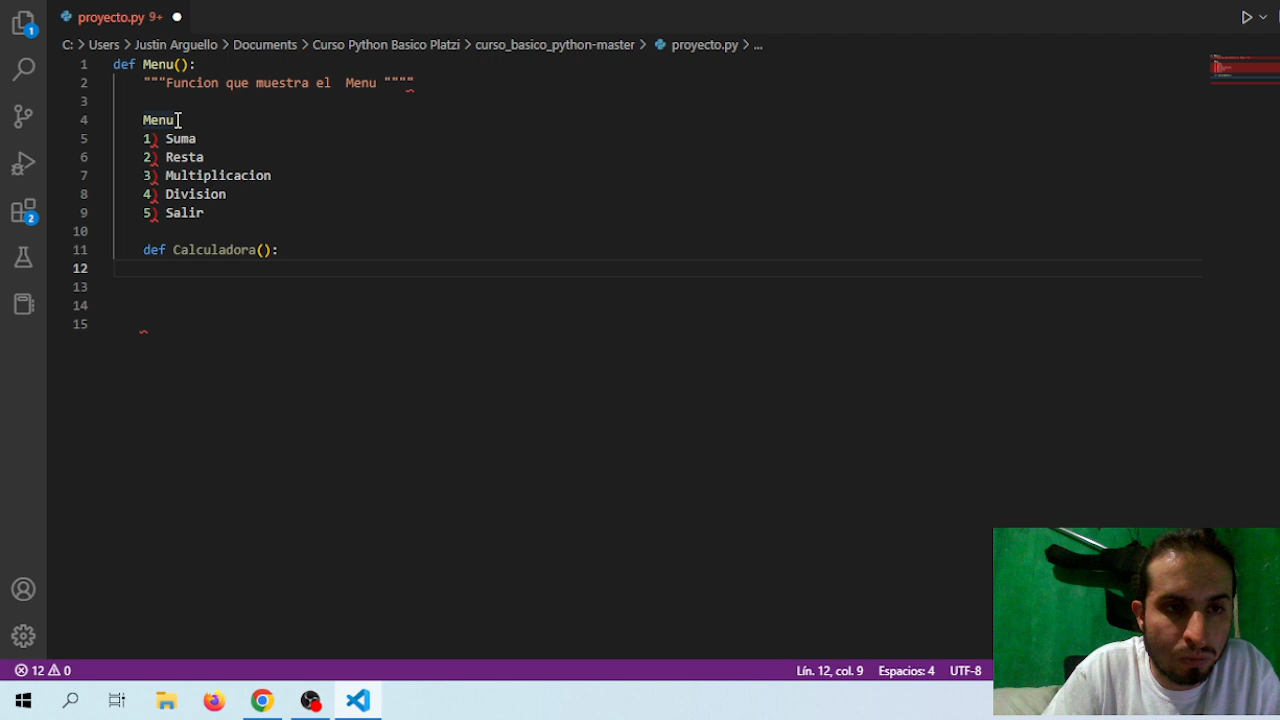 proyecto.py 9+
C: > Users > Justin Arguello > Documents > Curso Python Basico Platzi > curso_basico_python-master > proyecto.py > ...
1 def Menu():
2 """Funcion que muestra el  Menu """"
3
4 Menu
5 1) Suma
6 2) Resta
7 3) Multiplicacion
8 4) Division
9 5) Salir
10
11 def Calculadora():
12
13
14
15
1
2
12 0 Lín. 12, col. 9 Espacios: 4 UTF-8